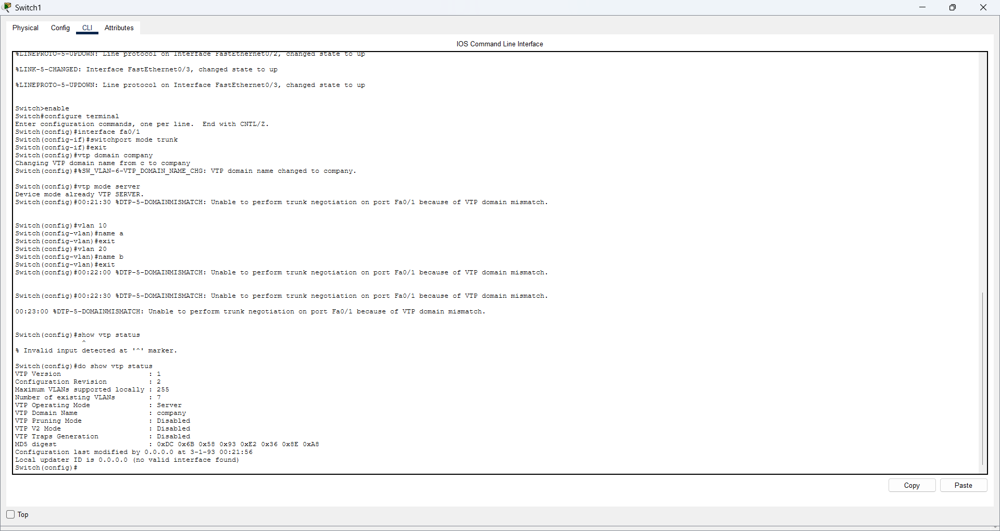 Switch1
Physical Config CLI Attributes
IOS Command Line Interface
%LINEPROTO-5-UPDOWN: Line protocol on Interface FastEthernet0/2, changed state to up
%LINK-5-CHANGED: Interface FastEthernet0/3, changed state to up
%LINEPROTO-5-UPDOWN: Line protocol on Interface FastEthernet0/3, changed state to up
Switch>enable
Switch#configure terminal
Enter configuration commands, one per line.  End with CNTL/Z.
Switch(config)#interface fa0/1
Switch(config-if)#switchport mode trunk
Switch(config-if)#exit
Switch(config)#vtp domain company
Changing VTP domain name from c to company
Switch(config)#%SW_VLAN-6-VTP_DOMAIN_NAME_CHG: VTP domain name changed to company.
Switch(config)#vtp mode server
Device mode already VTP SERVER.
Switch(config)#00:21:30 %DTP-5-DOMAINMISMATCH: Unable to perform trunk negotiation on port Fa0/1 because of VTP domain mismatch.
Switch(config)#vlan 10
Switch(config-vlan)#name a
Switch(config-vlan)#exit
Switch(config)#vlan 20
Switch(config-vlan)#name b
Switch(config-vlan)#exit
Switch(config)#00:22:00 %DTP-5-DOMAINMISMATCH: Unable to perform trunk negotiation on port Fa0/1 because of VTP domain mismatch.
Switch(config)#00:22:30 %DTP-5-DOMAINMISMATCH: Unable to perform trunk negotiation on port Fa0/1 because of VTP domain mismatch.
00:23:00 %DTP-5-DOMAINMISMATCH: Unable to perform trunk negotiation on port Fa0/1 because of VTP domain mismatch.
Switch(config)#show vtp status
^
% Invalid input detected at '^' marker.
Switch(config)#do show vtp status
VTP Version                     : 1
Configuration Revision          : 2
Maximum VLANs supported locally : 255
Number of existing VLANs        : 7
VTP Operating Mode              : Server
VTP Domain Name                 : company
VTP Pruning Mode                : Disabled
VTP V2 Mode                     : Disabled
VTP Traps Generation            : Disabled
MD5 digest                      : 0xDC 0x6B 0x58 0x93 0xE2 0x36 0x8E 0xA8
Configuration last modified by 0.0.0.0 at 3-1-93 00:21:56
Local updater ID is 0.0.0.0 (no valid interface found)
Switch(config)#
Copy Paste
Top